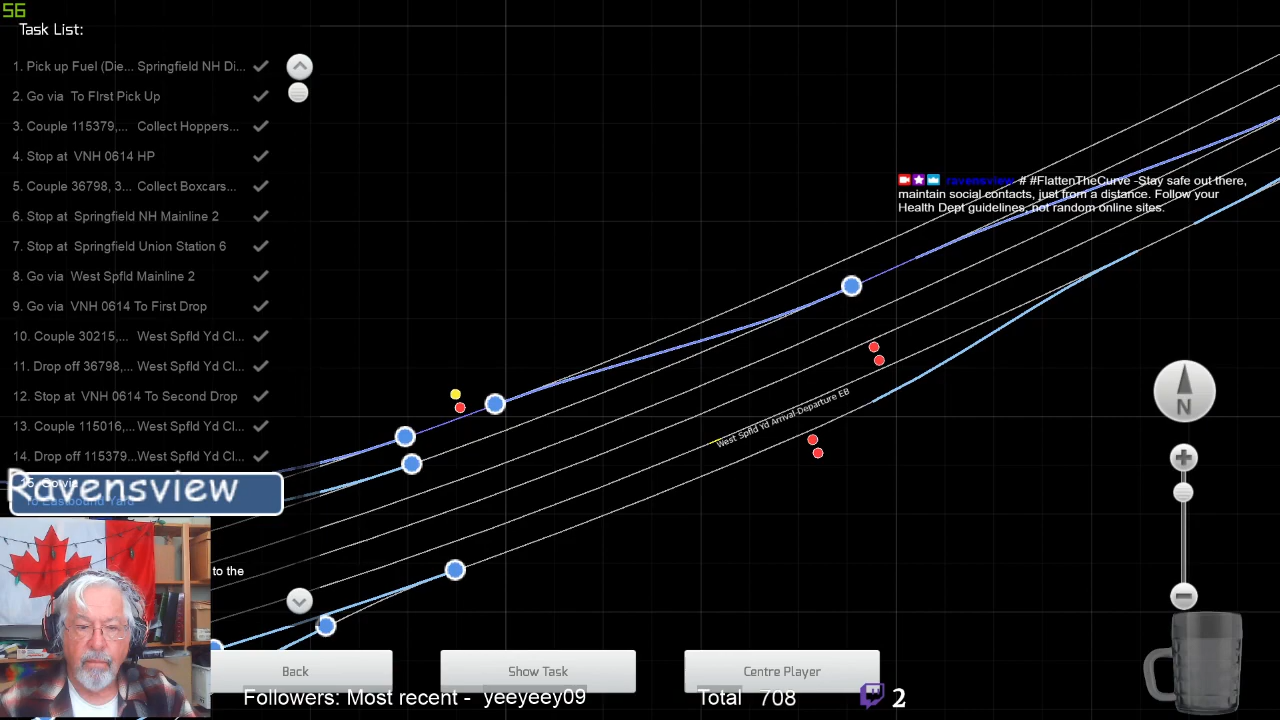 56
Task List:
1. Pick up Fuel (Die... Springfield NH Di...
2. Go via To FIrst Pick Up
3. Couple 115379,... Collect Hoppers...
4. Stop at VNH 0614 HP
5. Couple 36798, 3... Collect Boxcars...
6. Stop at Springfield NH Mainline 2
7. Stop at Springfield Union Station 6
8. Go via West Spfld Mainline 2
9. Go via VNH 0614 To First Drop
10. Couple 30215,... West Spfld Yd Cl...
11. Drop off 36798,... West Spfld Yd Cl...
12. Stop at VNH 0614 To Second Drop
13. Couple 115016,... West Spfld Yd Cl...
14. Drop off 115379...West Spfld Yd Cl...
15. Go via
To Eastbound Yard
Ravensview
to the
ravensview # #FlattenTheCurve -Stay safe out there,
maintain social contacts, just from a distance. Follow your
Health Dept guidelines, not random online sites.
West Spfld Yd Arrival Departure EB
N
Back
Show Task
Centre Player
Followers: Most recent - yeeyeey09
Total 708
2